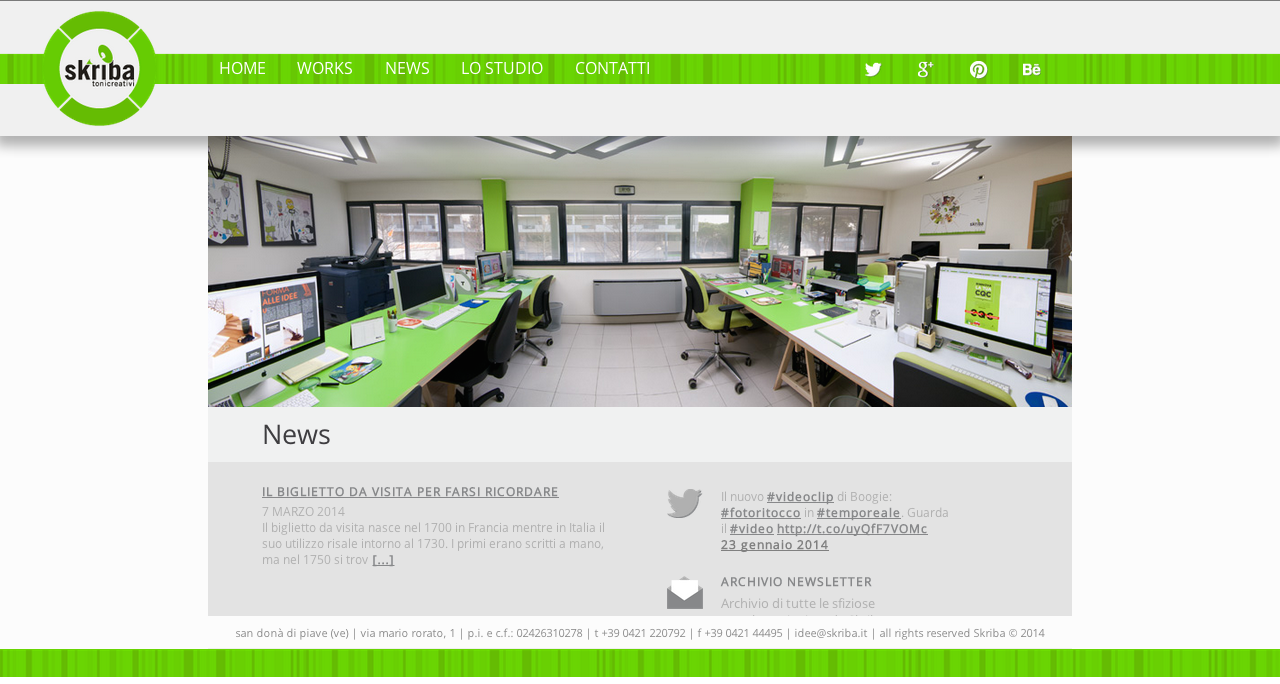 skriba
tonicreativi
HOME WORKS NEWS LO STUDIO CONTATTI
Bē
FORMA
ALLE IDEE
CQC
News
IL BIGLIETTO DA VISITA PER FARSI RICORDARE
7 MARZO 2014
Il biglietto da visita nasce nel 1700 in Francia mentre in Italia il
suo utilizzo risale intorno al 1730. I primi erano scritti a mano,
ma nel 1750 si trov [...]
Il nuovo #videoclip di Boogie:
#fotoritocco in #temporeale. Guarda
il #video http://t.co/uyQfF7VOMc
23 gennaio 2014
ARCHIVIO NEWSLETTER
Archivio di tutte le sfiziose
san donà di piave (ve) | via mario rorato, 1 | p.i. e c.f.: 02426310278 | t +39 0421 220792 | f +39 0421 44495 | idee@skriba.it | all rights reserved Skriba © 2014